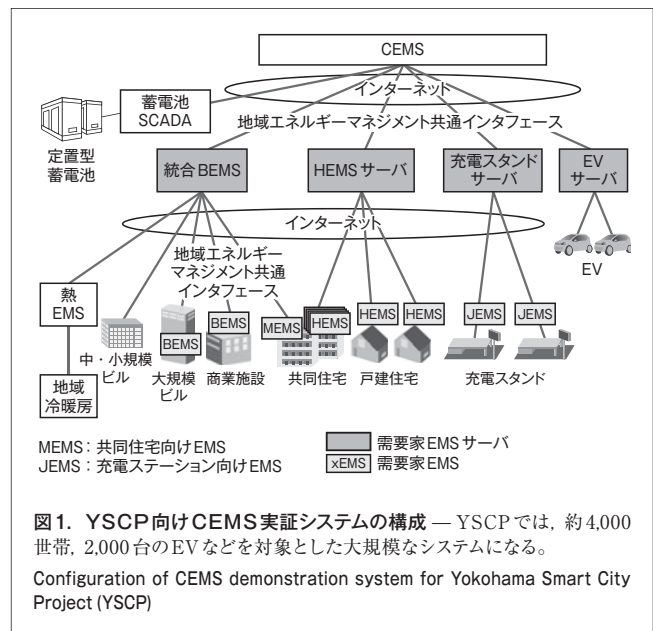 CEMS
インターネット
蓄電池
SCADA
地域エネルギーマネジメント共通インタフェース
定置型
蓄電池
統合BEMS
HEMSサーバ
充電スタンド
サーバ
EV
サーバ
インターネット
EV
地域エネルギー
マネジメント共通
インタフェース
熱
EMS
BEMS
BEMS
MEMS
HEMS
HEMS
HEMS
JEMS
JEMS
中・小規模
ビル
大規模
ビル
商業施設
共同住宅
戸建住宅
充電スタンド
地域
冷暖房
MEMS:共同住宅向けEMS
JEMS:充電ステーション向けEMS
需要家EMSサーバ
xEMS 需要家EMS
図1. YSCP向けCEMS実証システムの構成 — YSCPでは,約4,000
世帯,2,000台のEVなどを対象とした大規模なシステムになる。
Configuration of CEMS demonstration system for Yokohama Smart City
Project (YSCP)